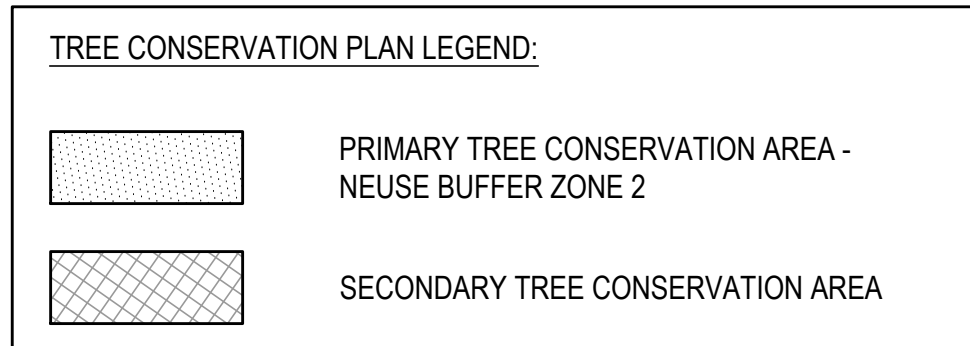 TREE CONSERVATION PLAN LEGEND:
PRIMARY TREE CONSERVATION AREA -
NEUSE BUFFER ZONE 2
SECONDARY TREE CONSERVATION AREA